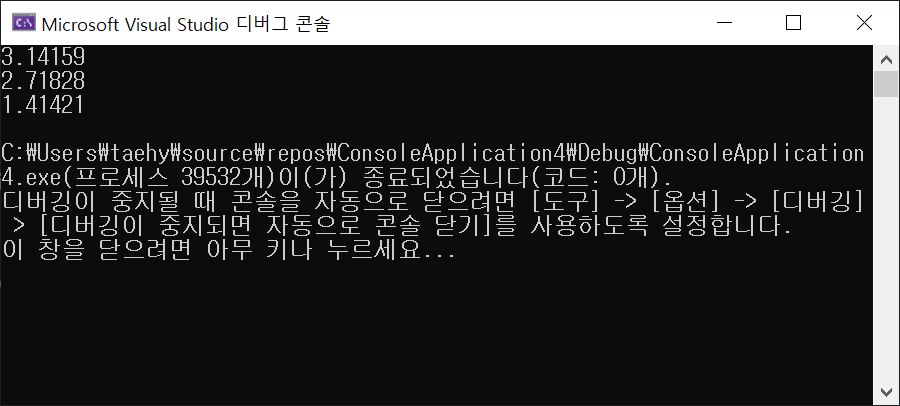 Microsoft Visual Studio 디버그 콘솔
3.14159
2.71828
1.41421
C:₩Users₩taehy₩source₩repos₩ConsoleApplication4₩Debug₩ConsoleApplication
4.exe(프로세스 39532개)이(가) 종료되었습니다(코드: 0개).
디버깅이 중지될 때 콘솔을 자동으로 닫으려면 [도구] -> [옵션] -> [디버깅]
> [디버깅이 중지되면 자동으로 콘솔 닫기]를 사용하도록 설정합니다.
이 창을 닫으려면 아무 키나 누르세요...